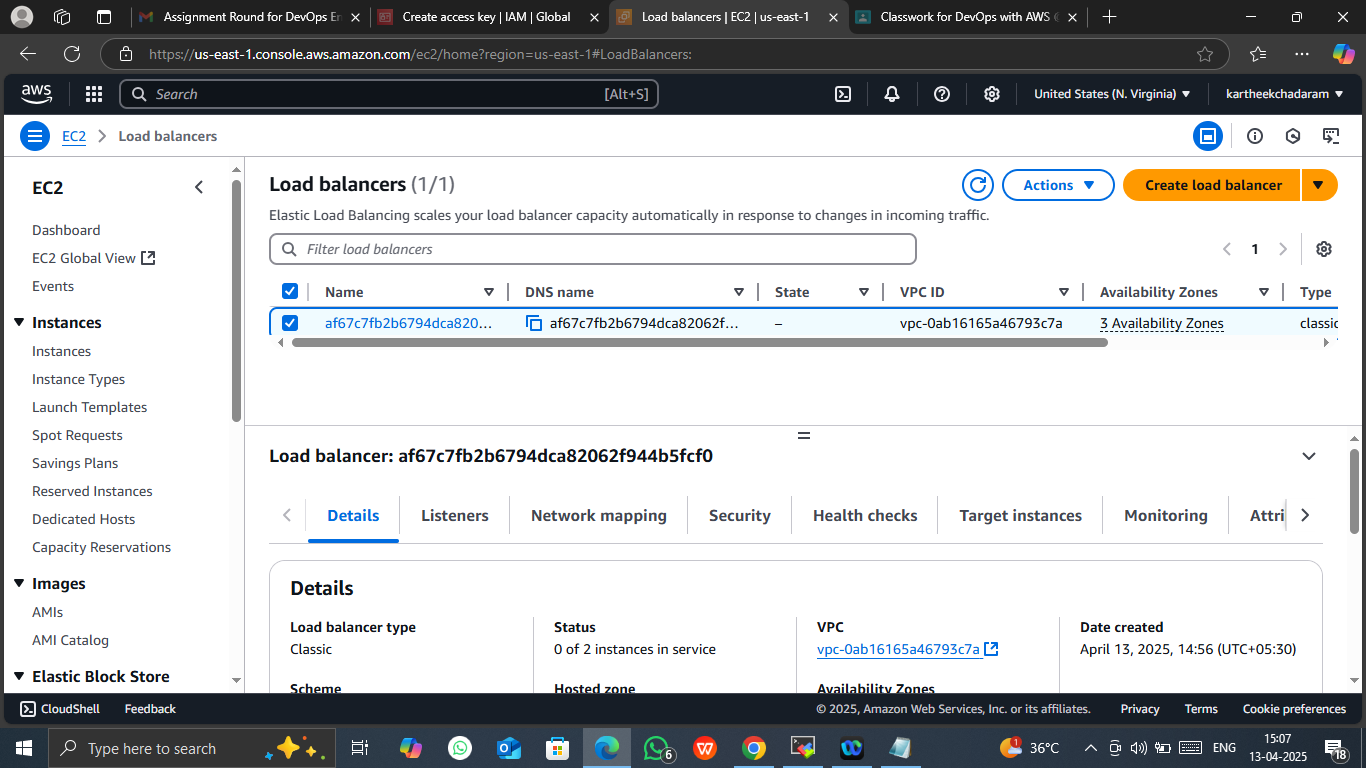 Assignment Round for DevOps En
Create access key | IAM | Global
Load balancers | EC2 | us-east-1
Classwork for DevOps with AWS
https://us-east-1.console.aws.amazon.com/ec2/home?region=us-east-1#LoadBalancers:
aws
Search [Alt+S]
United States (N. Virginia)
kartheekchadaram
EC2 Load balancers
EC2
Dashboard
EC2 Global View
Events
Instances
Instances
Instance Types
Launch Templates
Spot Requests
Savings Plans
Reserved Instances
Dedicated Hosts
Capacity Reservations
Images
AMIs
AMI Catalog
Elastic Block Store
Load balancers (1/1)
Actions
Create load balancer
Elastic Load Balancing scales your load balancer capacity automatically in response to changes in incoming traffic.
Filter load balancers
1
Name DNS name State VPC ID Availability Zones Type
af67c7fb2b6794dca820... af67c7fb2b6794dca82062f... – vpc-0ab16165a46793c7a 3 Availability Zones classic
Load balancer: af67c7fb2b6794dca82062f944b5fcf0
Details Listeners Network mapping Security Health checks Target instances Monitoring Attri
Details
Load balancer type
Classic
Status
0 of 2 instances in service
VPC
vpc-0ab16165a46793c7a
Date created
April 13, 2025, 14:56 (UTC+05:30)
Scheme
Hosted zone
Availability Zones
CloudShell Feedback © 2025, Amazon Web Services, Inc. or its affiliates. Privacy Terms Cookie preferences
Type here to search
6
1
36°C
ENG
15:07
13-04-2025
18